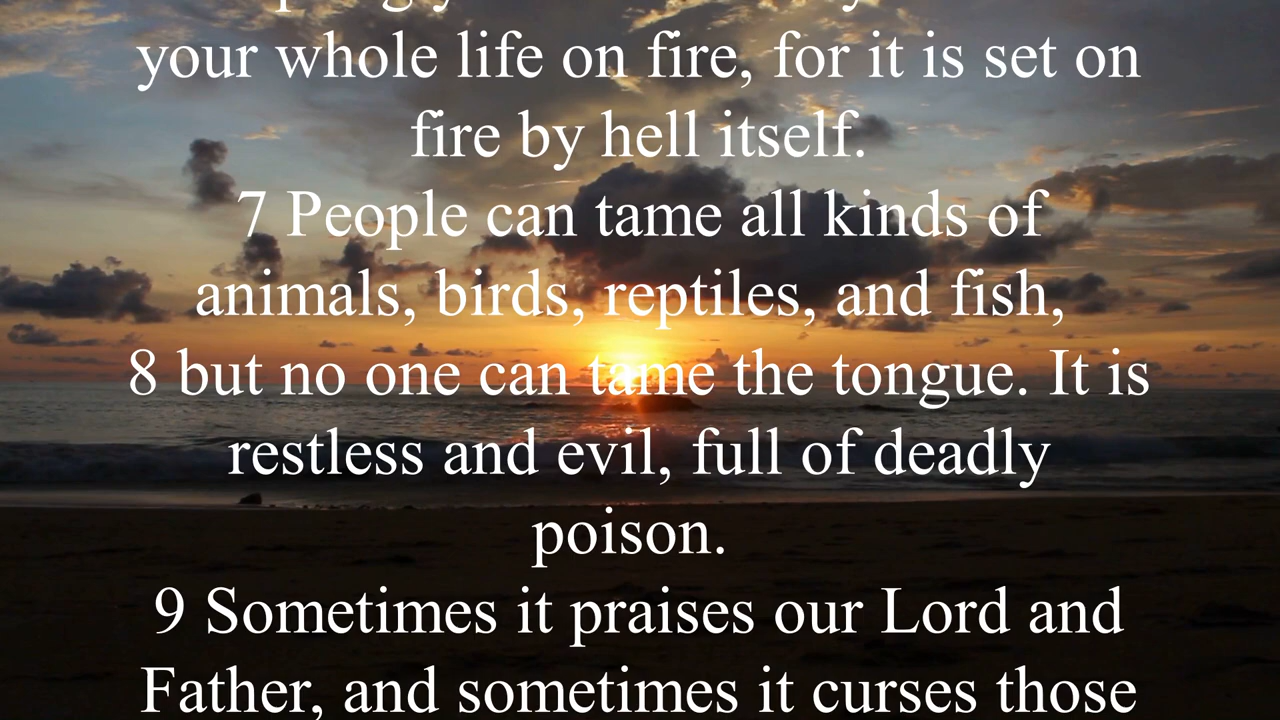 your whole life on fire, for it is set on
fire by hell itself.
7 People can tame all kinds of
animals, birds, reptiles, and fish,
8 but no one can tame the tongue. It is
restless and evil, full of deadly
poison.
9 Sometimes it praises our Lord and
Father, and sometimes it curses those